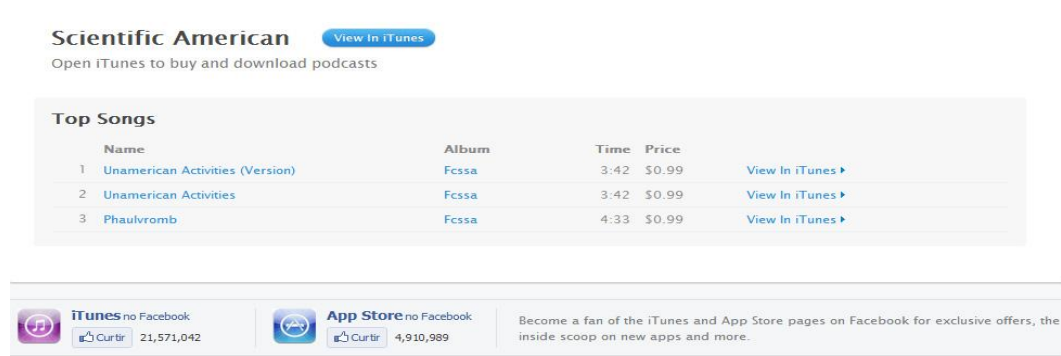 Scientific American View In iTunes
Open iTunes to buy and download podcasts
Top Songs
Name Album Time Price
1 Unamerican Activities (Version) Fcssa 3:42 $0.99 View In iTunes
2 Unamerican Activities Fcssa 3:42 $0.99 View In iTunes
3 Phaulvromb Fcssa 4:33 $0.99 View In iTunes
iTunes no Facebook
Curtir 21,571,042
App Store no Facebook
Curtir 4,910,989
Become a fan of the iTunes and App Store pages on Facebook for exclusive offers, the
inside scoop on new apps and more.